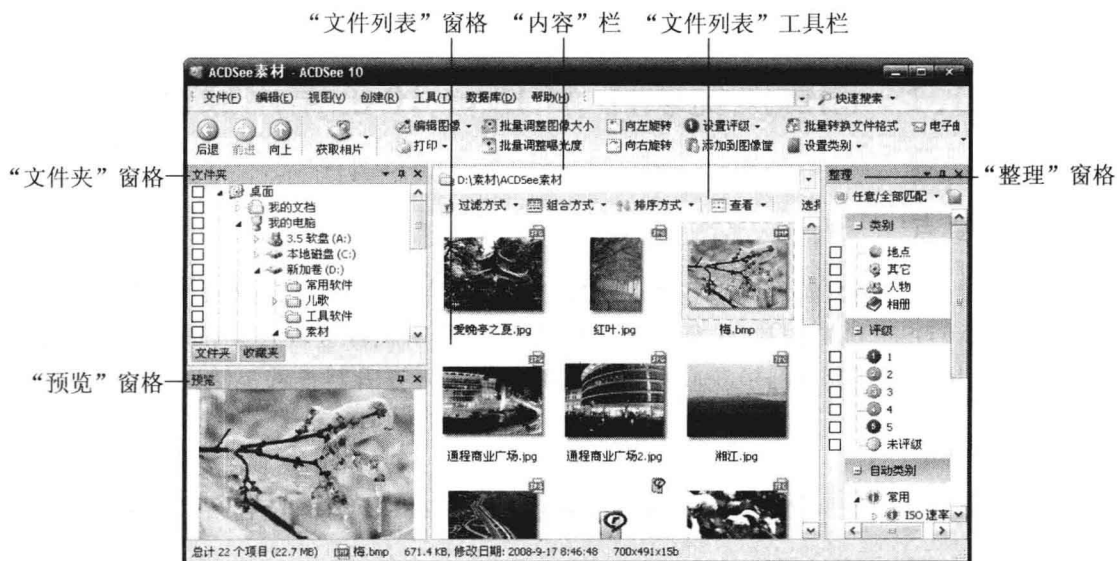 “文件列表”窗格 “内容”栏 “文件列表”工具栏
ACDSee素材 - ACDSee 10
文件(F) 编辑(E) 视图(V) 创建(R) 工具(T) 数据库(D) 帮助(H) 快速搜索
后退 前进 向上 获取相片
编辑图像 批量调整图像大小 向左旋转 设置评级 批量转换文件格式 电子邮
打印 批量调整曝光度 向右旋转 添加到图像筐 设置类别
“文件夹”窗格
文件夹
桌面
我的文档
我的电脑
3.5 软盘 (A:)
本地磁盘 (C:)
新加卷 (D:)
常用软件
儿歌
工具软件
素材
文件夹 收藏夹
“预览”窗格
预览
D:\素材\ACDSee素材
过滤方式 组合方式 排序方式 查看 选择
爱晚亭之夏.jpg 红叶.jpg 梅.bmp
通程商业广场.jpg 通程商业广场2.jpg 湘江.jpg
“整理”窗格
整理
任意/全部匹配
类别
地点
其它
人物
相册
评级
1
2
3
4
5
未评级
自动类别
常用
ISO 速率
总计 22 个项目 (22.7 MB) 梅.bmp 671.4 KB, 修改日期: 2008-9-17 8:46:48 700x491x15b